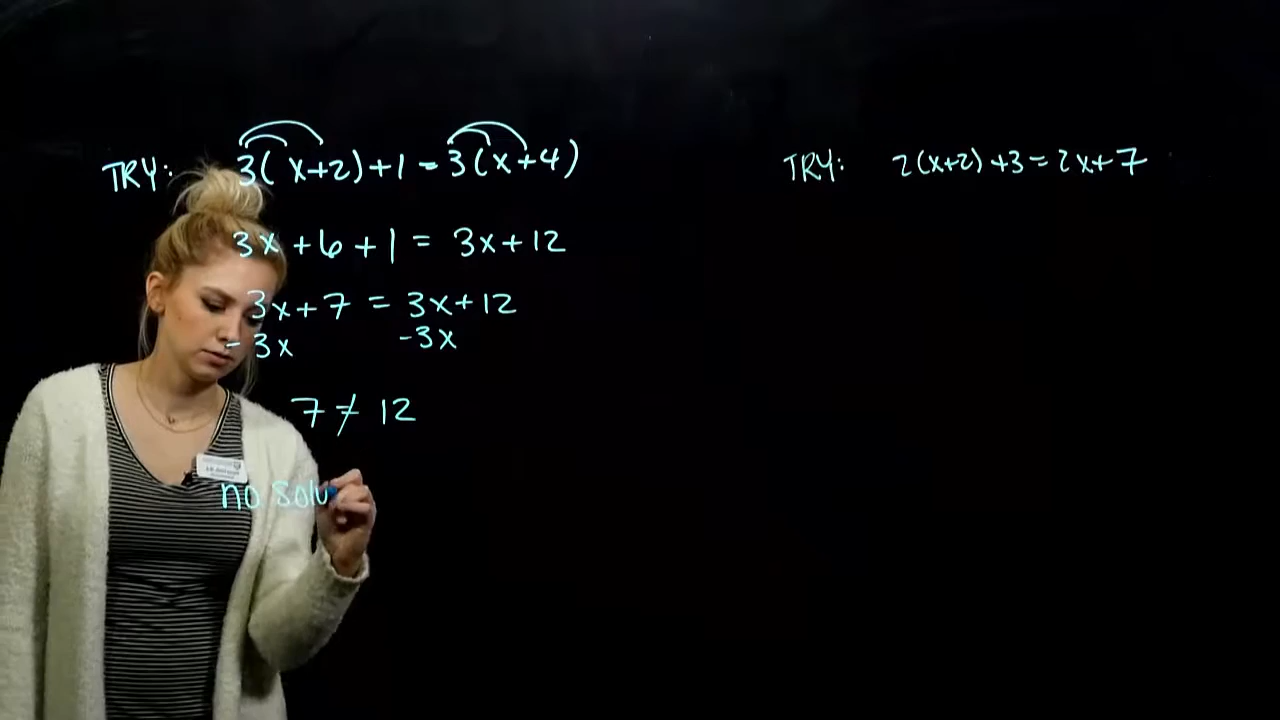 TRY: 3(x+2)+1=3(x+4)
3x+6+1=3x+12
3x+7=3x+12
-3x -3x
7≠12
no solu
TRY: 2(x+2)+3=2x+7